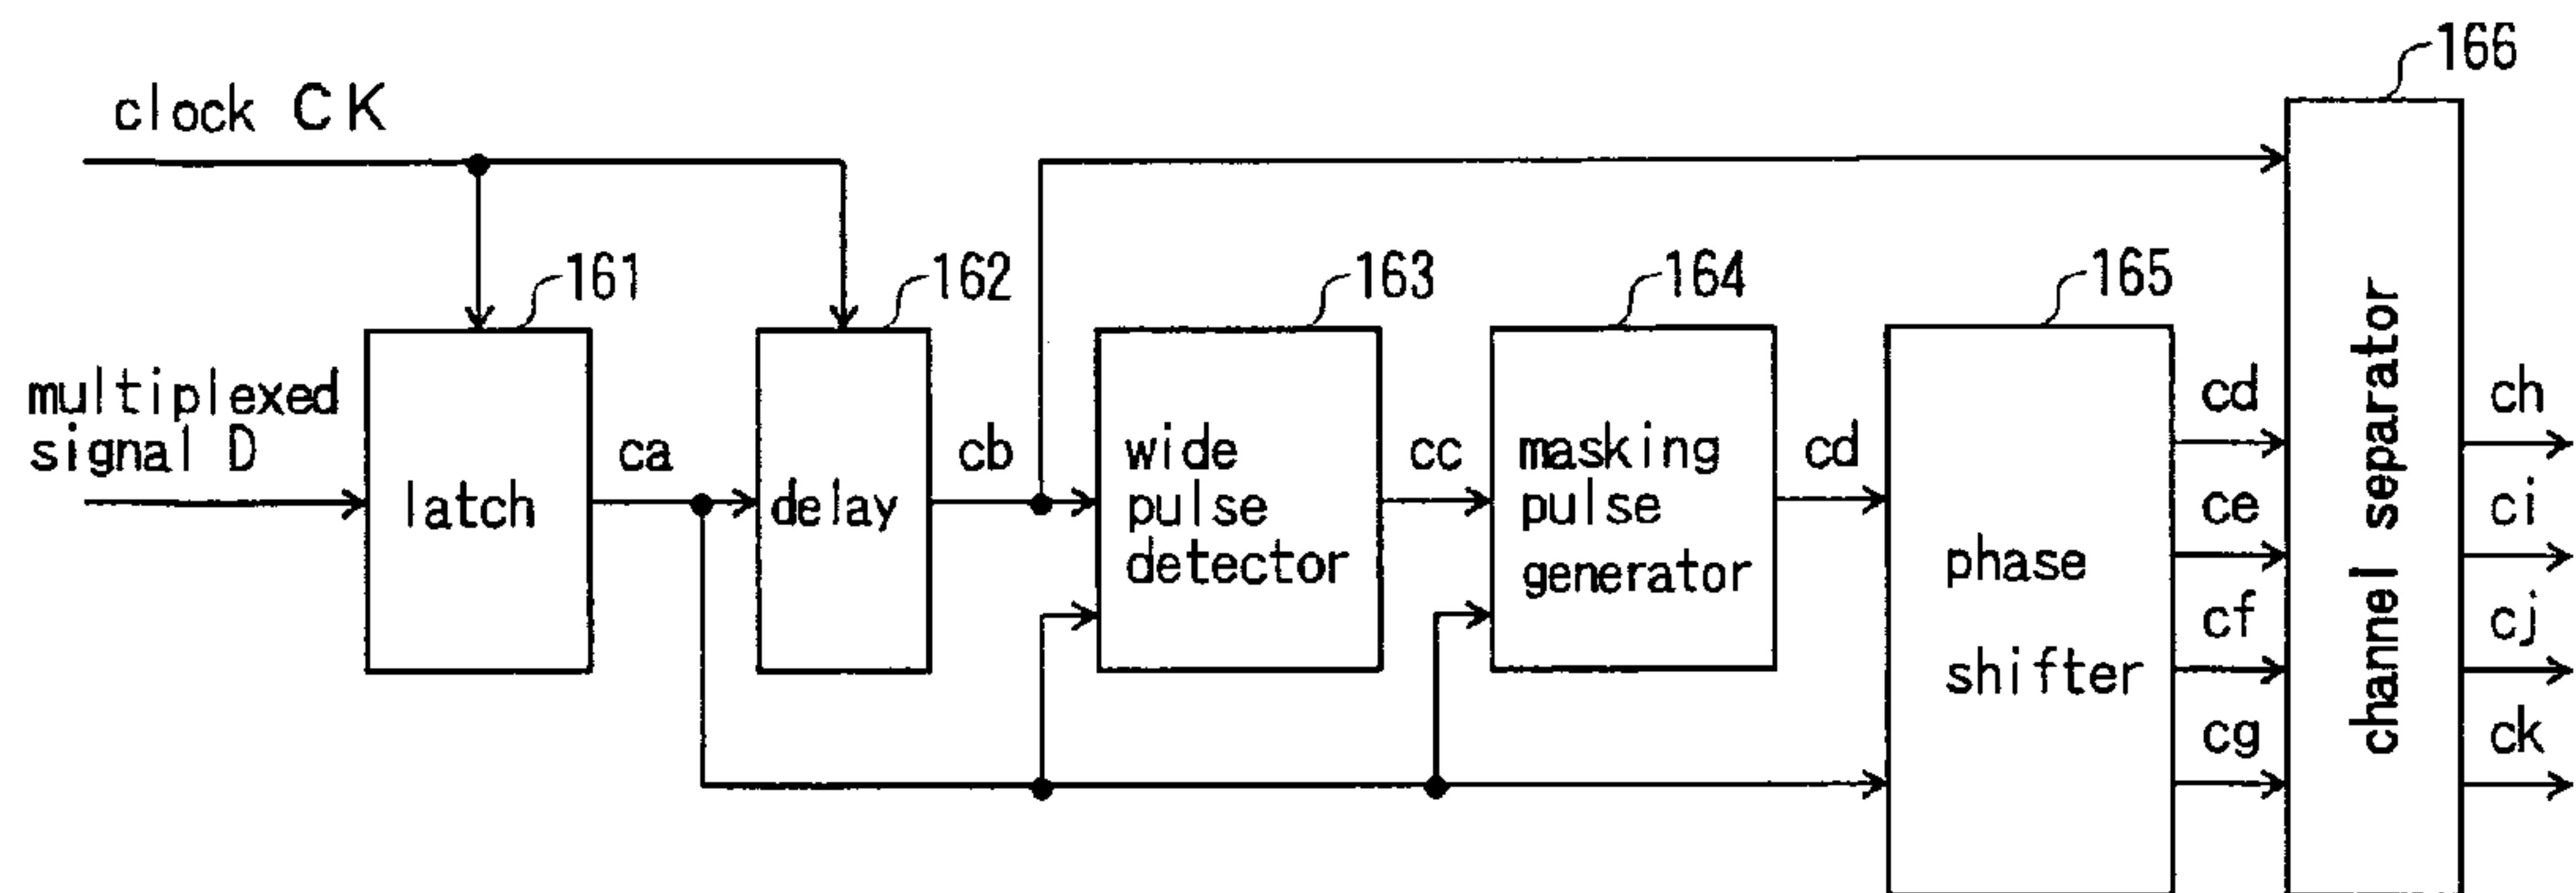 166
clock CK
161
162
163
164
165
multiplexed
signal D
latch
ca
delay
cb
wide
pulse
detector
cc
masking
pulse
generator
cd
phase
shifter
cd
ce
cf
cg
channel separator
ch
ci
cj
ck